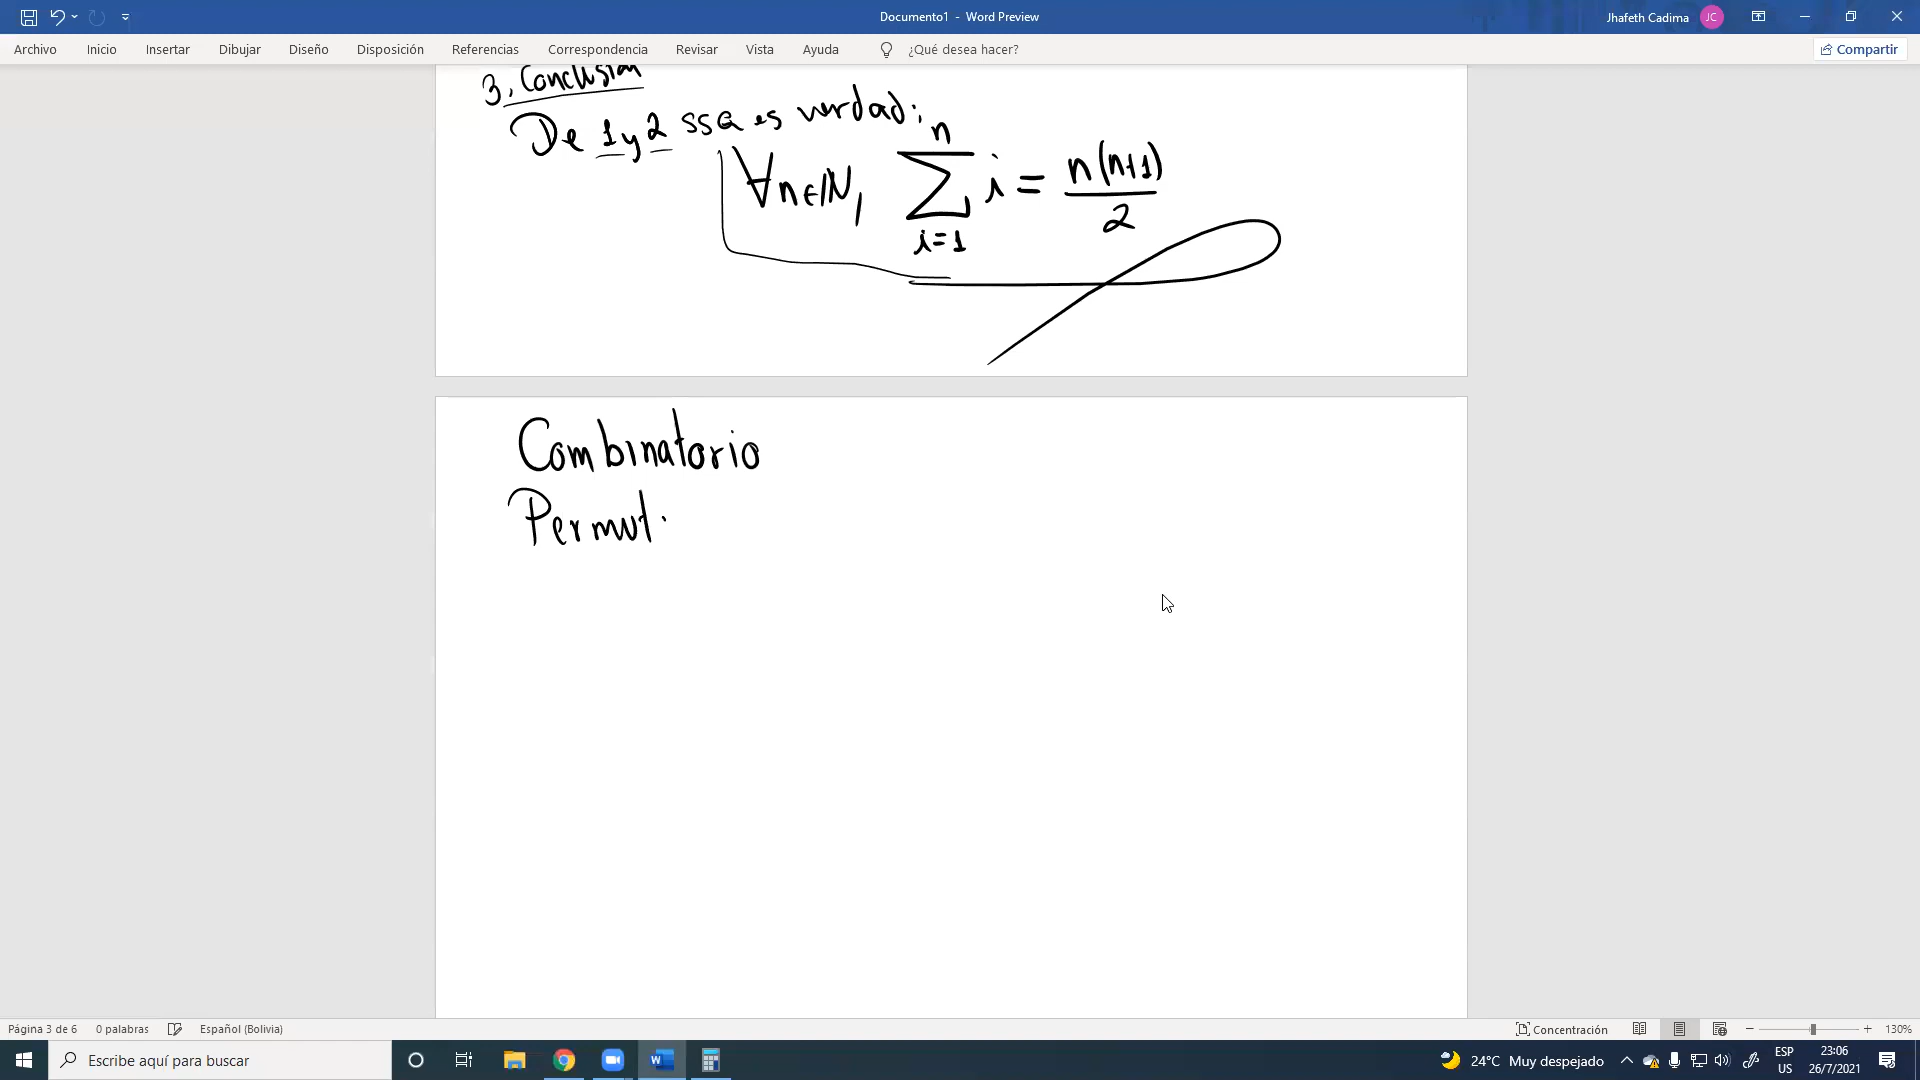 Documento1 - Word Preview
Jhafeth Cadima
JC
Archivo Inicio Insertar Dibujar Diseño Disposición Referencias Correspondencia Revisar Vista Ayuda ¿Qué desea hacer? Compartir
3. Conclusión
De 1 y 2 SSQ es verdad:
∀n∈ℕ, ∑_{i=1}^{n} i = n(n+1)/2
Combinatorio
Permut.
Página 3 de 6 0 palabras Español (Bolivia) Concentración 130%
Escribe aquí para buscar
24°C Muy despejado
ESP
US
23:06
26/7/2021